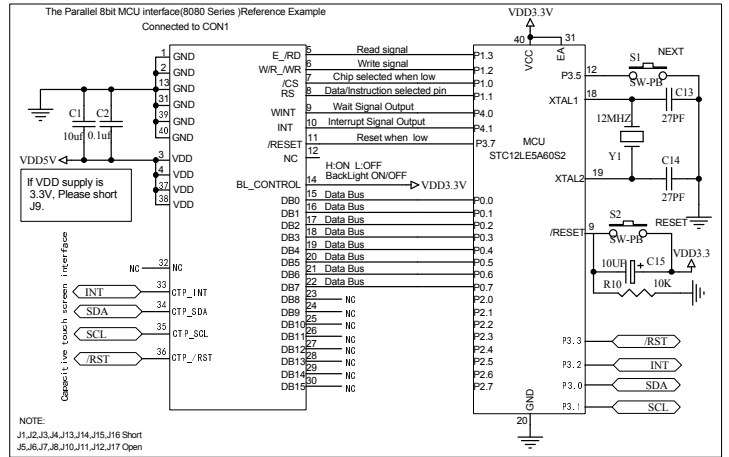 The Parallel 8bit MCU interface(8080 Series )Reference Example
Connected to CON1
VDD3.3V
1 GND
2 GND
13 GND
31 GND
39 GND
40 GND
C1 C2
10uf 0.1uf
VDD5V
3 VDD
4 VDD
37 VDD
38 VDD
If VDD supply is
3.3V, Please short
J9.
Capacitive touch screen interface
NC 32 NC
INT 33 CTP_INT
SDA 34 CTP_SDA
SCL 35 CTP_SCL
/RST 36 CTP_/RST
E_/RD 5 Read signal P1.3
W/R_/WR 6 Write signal P1.2
/CS 7 Chip selected when low P1.0
RS 8 Data/Instruction selected pin P1.1
WINT 9 Wait Signal Output P4.0
INT 10 Interrupt Signal Output P4.1
/RESET 11 Reset when low P3.7
NC 12
H:ON L:OFF
BackLight ON/OFF
BL_CONTROL 14 VDD3.3V
DB0 15 Data Bus P0.0
DB1 16 Data Bus P0.1
DB2 17 Data Bus P0.2
DB3 18 Data Bus P0.3
DB4 19 Data Bus P0.4
DB5 20 Data Bus P0.5
DB6 21 Data Bus P0.6
DB7 22 Data Bus P0.7
DB8 23 NC P2.0
DB9 24 NC P2.1
DB10 25 NC P2.2
DB11 26 NC P2.3
DB12 27 NC P2.4
DB13 28 NC P2.5
DB14 29 NC P2.6
DB15 30 NC P2.7
40 31
VCC EA
MCU
STC12LE5A60S2
P3.5 12 S1 NEXT
SW-PB
XTAL1 18 C13
27PF
12MHZ
Y1
XTAL2 19 C14
27PF
/RESET 9 S2 RESET
SW-PB
VDD3.3
10UF + C15
R10 10K
P3.3 /RST
P3.2 INT
P3.0 SDA
P3.1 SCL
GND
20
NOTE:
J1,J2,J3,J4,J13,J14,J15,J16 Short
J5,J6,J7,J8,J10,J11,J12,J17 Open